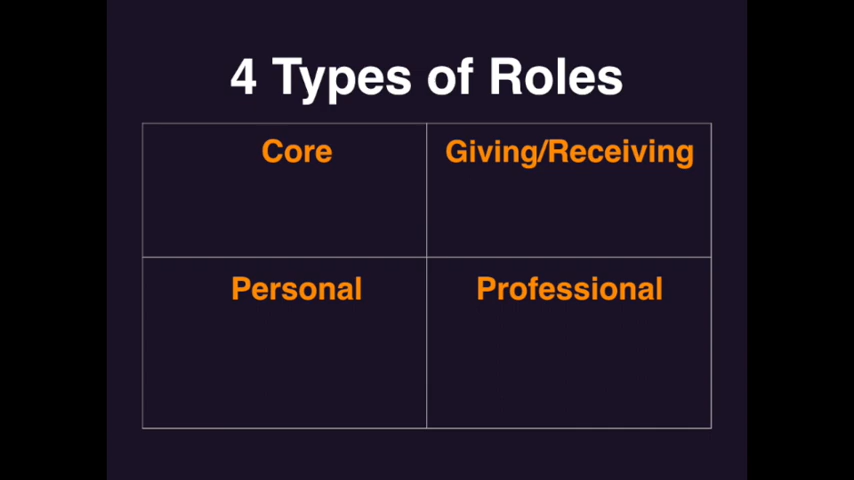 4 Types of Roles
Core
Giving/Receiving
Personal
Professional